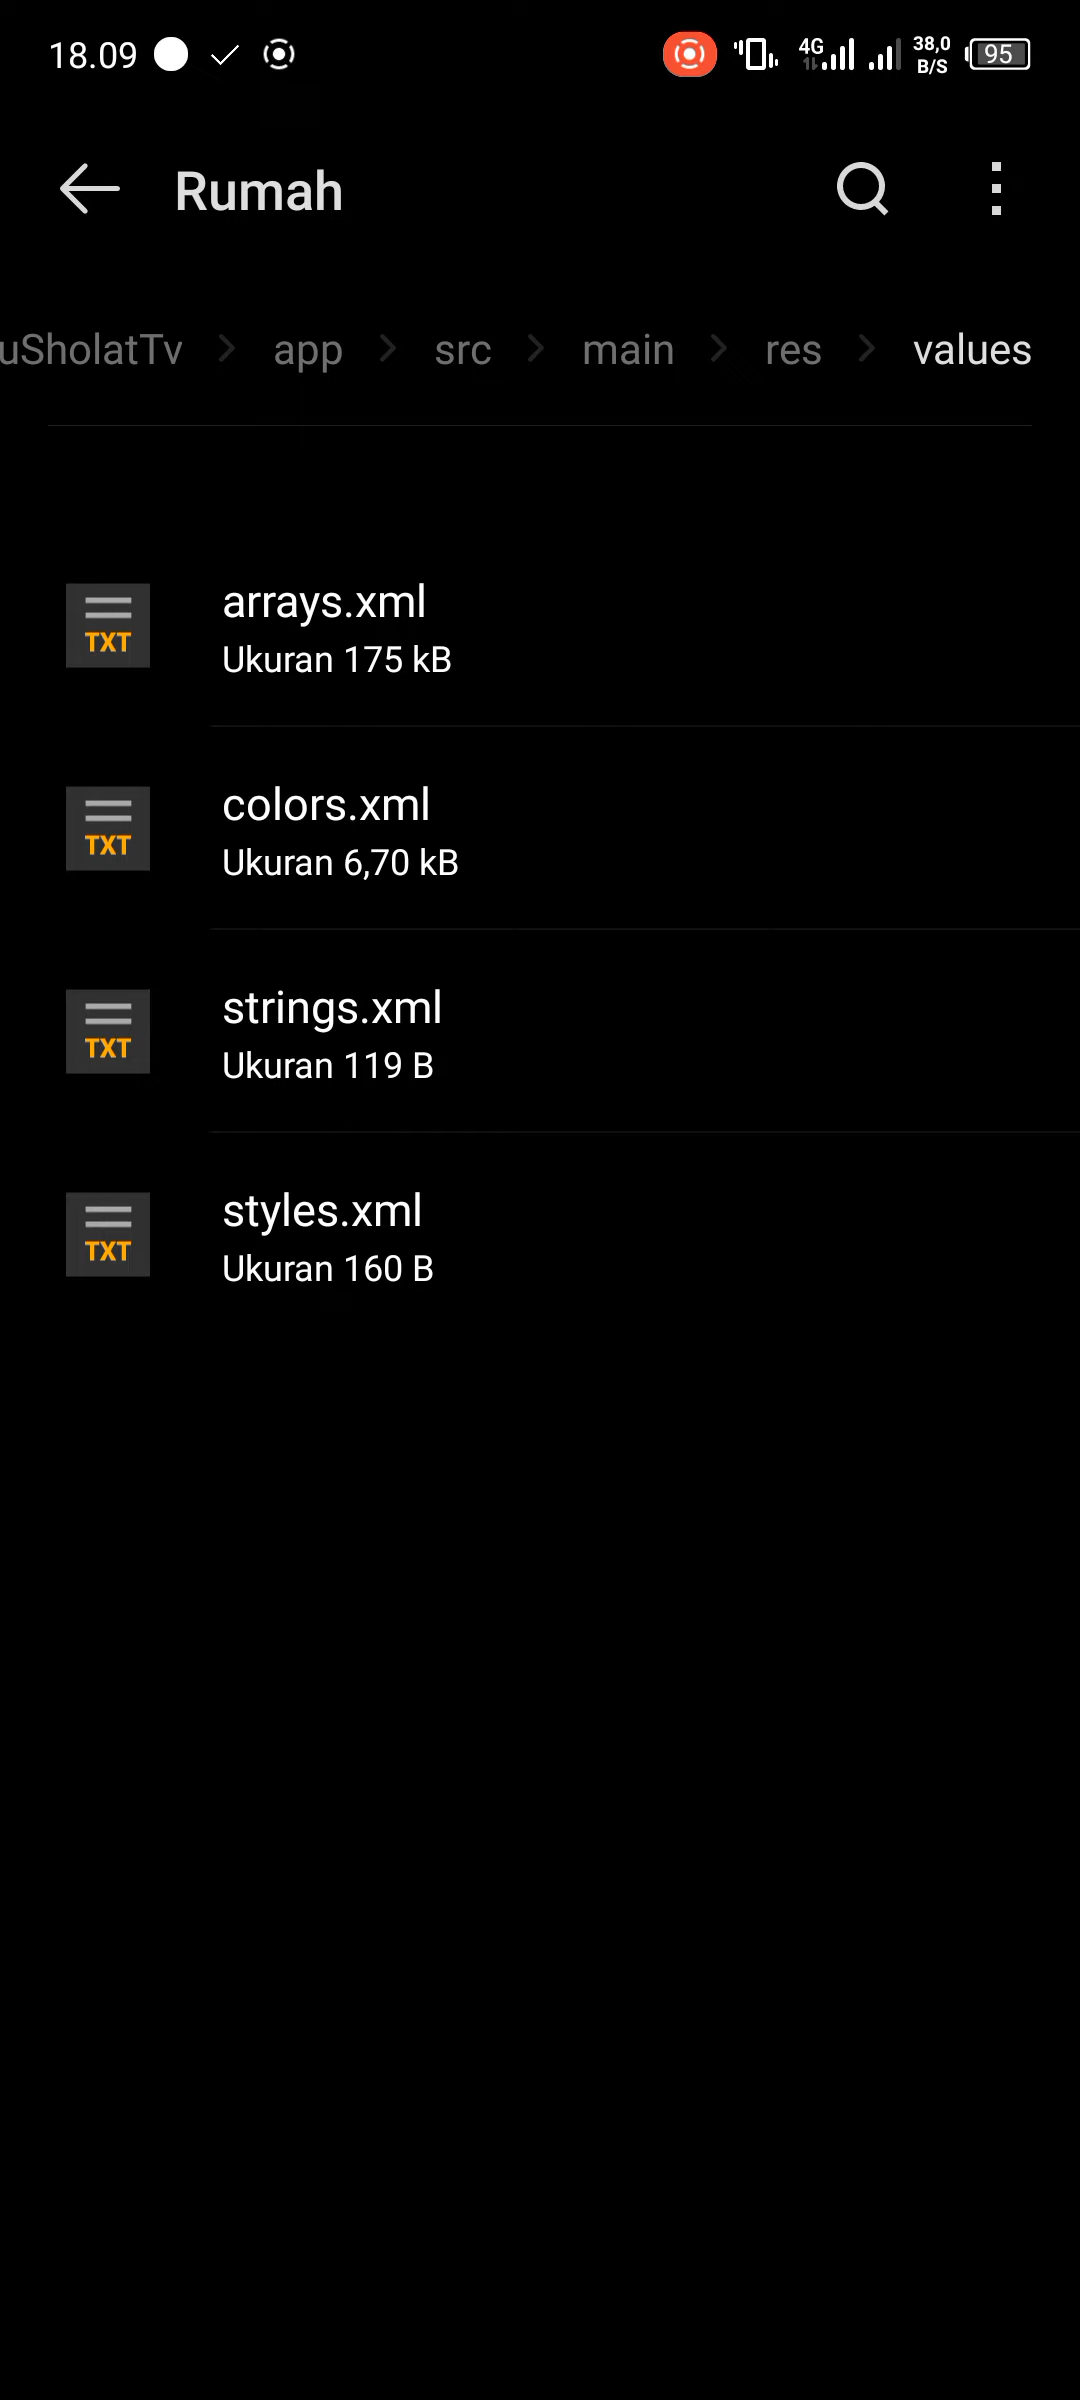 18.09 4G 38,0 B/S 95
Rumah
uSholatTv > app > src > main > res > values
TXT arrays.xml
Ukuran 175 kB
TXT colors.xml
Ukuran 6,70 kB
TXT strings.xml
Ukuran 119 B
TXT styles.xml
Ukuran 160 B